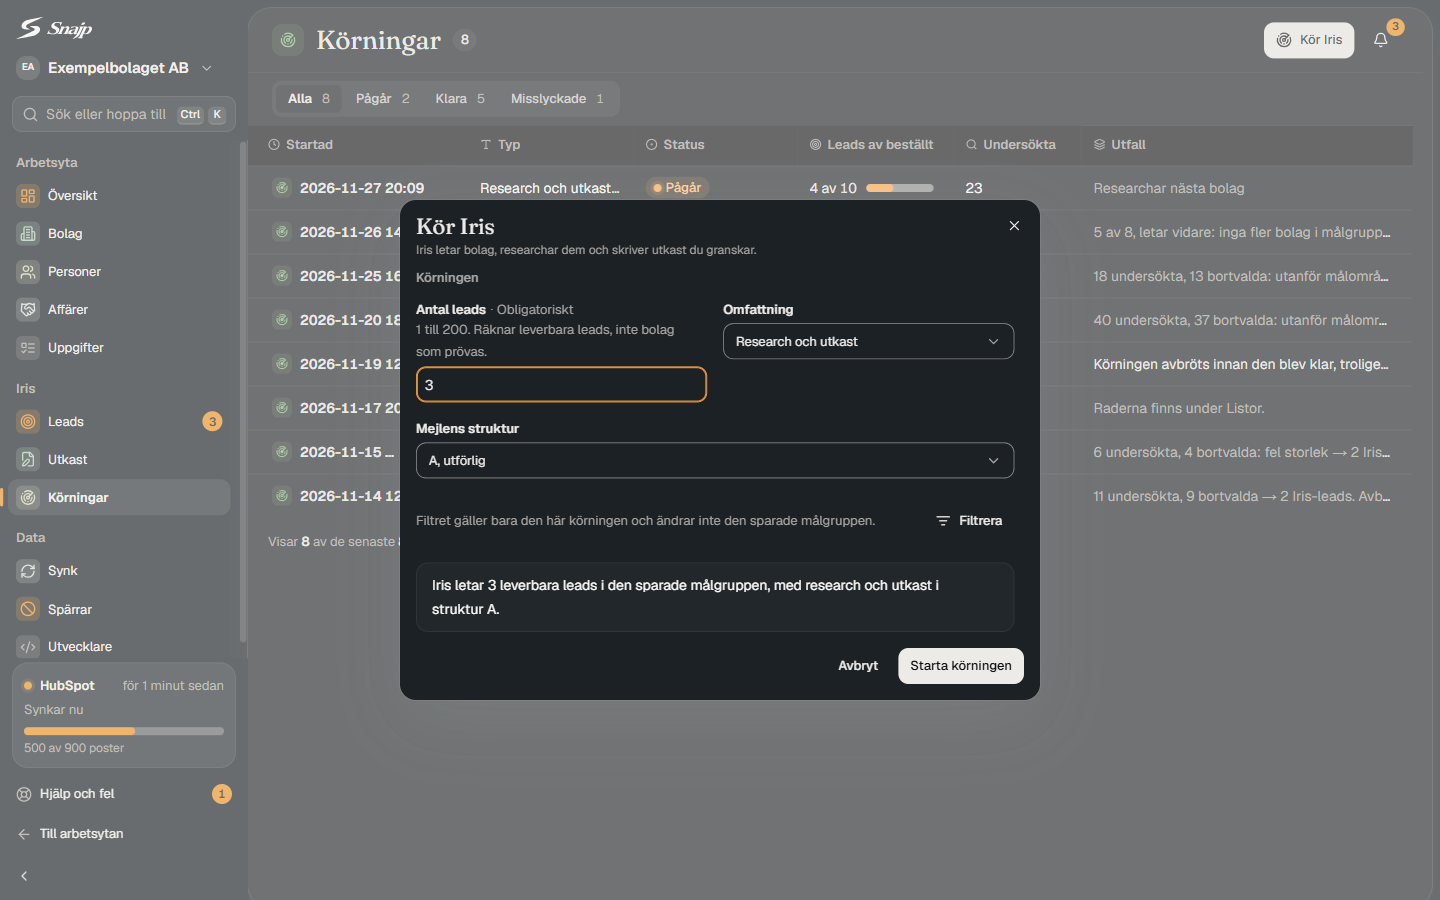 Snajp
EA Exempelbolaget AB
Sök eller hoppa till Ctrl K
Arbetsyta
Översikt
Bolag
Personer
Affärer
Uppgifter
Iris
Leads 3
Utkast
Körningar
Data
Synk
Spärrar
Utvecklare
HubSpot för 1 minut sedan
Synkar nu
500 av 900 poster
Hjälp och fel 1
Till arbetsytan
Körningar 8
Kör Iris
3
Alla 8 Pågår 2 Klara 5 Misslyckade 1
Startad Typ Status Leads av beställt Undersökta Utfall
2026-11-27 20:09 Research och utkast... Pågår 4 av 10 23 Researchar nästa bolag
2026-11-26 14 5 av 8, letar vidare: inga fler bolag i målgrupp...
2026-11-25 16 18 undersökta, 13 bortvalda: utanför målområ...
2026-11-20 18 40 undersökta, 37 bortvalda: utanför målomr...
2026-11-19 12 Körningen avbröts innan den blev klar, trolige...
2026-11-17 20 Raderna finns under Listor.
2026-11-15 ... 6 undersökta, 4 bortvalda: fel storlek → 2 Iris...
2026-11-14 12 11 undersökta, 9 bortvalda → 2 Iris-leads. Avb...
Visar 8 av de senaste
Kör Iris
Iris letar bolag, researchar dem och skriver utkast du granskar.
Körningen
Antal leads · Obligatoriskt
1 till 200. Räknar leverbara leads, inte bolag
som prövas.
3
Omfattning
Research och utkast
Mejlens struktur
A, utförlig
Filtret gäller bara den här körningen och ändrar inte den sparade målgruppen.
Filtrera
Iris letar 3 leverbara leads i den sparade målgruppen, med research och utkast i
struktur A.
Avbryt
Starta körningen